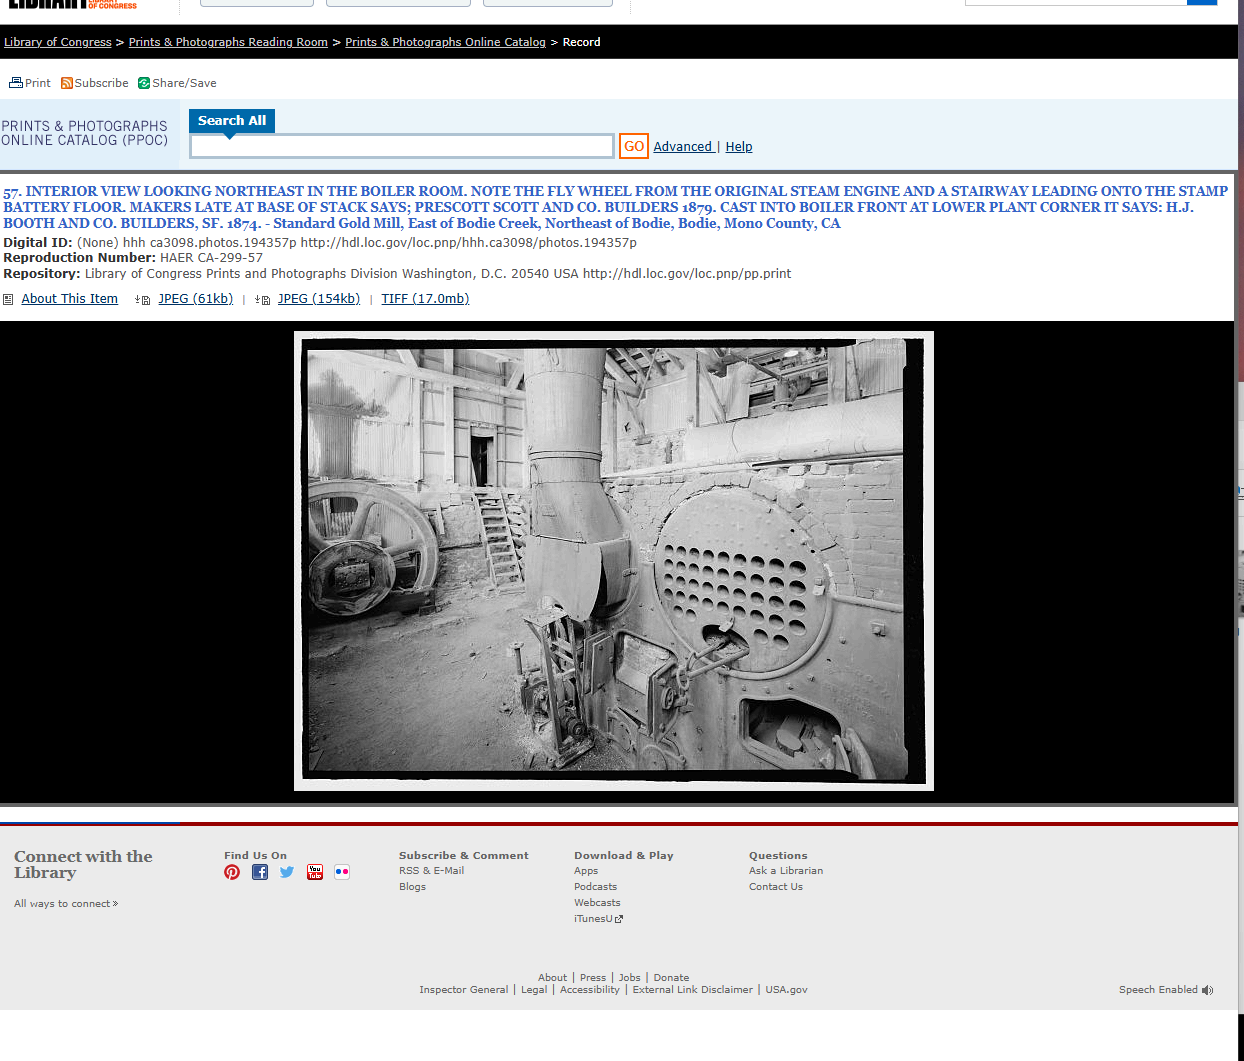 LIBRARY
LIBRARY
OF CONGRESS
Library of Congress > Prints & Photographs Reading Room > Prints & Photographs Online Catalog > Record
Print Subscribe Share/Save
Search All
PRINTS & PHOTOGRAPHS
ONLINE CATALOG (PPOC)
GO Advanced | Help
57. INTERIOR VIEW LOOKING NORTHEAST IN THE BOILER ROOM. NOTE THE FLY WHEEL FROM THE ORIGINAL STEAM ENGINE AND A STAIRWAY LEADING ONTO THE STAMP
BATTERY FLOOR. MAKERS LATE AT BASE OF STACK SAYS; PRESCOTT SCOTT AND CO. BUILDERS 1879. CAST INTO BOILER FRONT AT LOWER PLANT CORNER IT SAYS: H.J.
BOOTH AND CO. BUILDERS, SF. 1874. - Standard Gold Mill, East of Bodie Creek, Northeast of Bodie, Bodie, Mono County, CA
Digital ID: (None) hhh ca3098.photos.194357p http://hdl.loc.gov/loc.pnp/hhh.ca3098/photos.194357p
Reproduction Number: HAER CA-299-57
Repository: Library of Congress Prints and Photographs Division Washington, D.C. 20540 USA http://hdl.loc.gov/loc.pnp/pp.print
About This Item JPEG (61kb) | JPEG (154kb) | TIFF (17.0mb)
Connect with the
Library
All ways to connect »
Find Us On
You
Tube
Subscribe & Comment
RSS & E-Mail
Blogs
Download & Play
Apps
Podcasts
Webcasts
iTunesU
Questions
Ask a Librarian
Contact Us
About | Press | Jobs | Donate
Inspector General | Legal | Accessibility | External Link Disclaimer | USA.gov
Speech Enabled